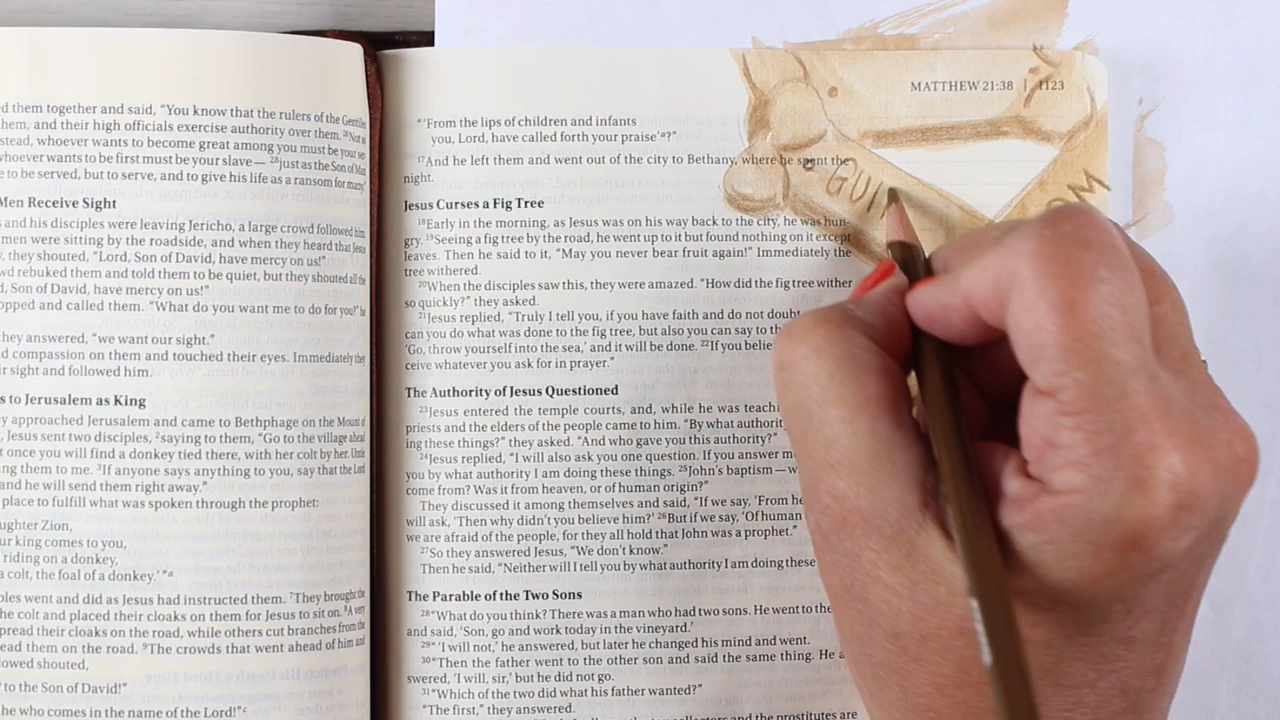 d them together and said, “You know that the rulers of the Gentiles
hem, and their high officials exercise authority over them. 26Not so
stead, whoever wants to become great among you must be your ser-
whoever wants to be first must be your slave— 28just as the Son of Man
e to be served, but to serve, and to give his life as a ransom for many.”
Men Receive Sight
s and his disciples were leaving Jericho, a large crowd followed him.
men were sitting by the roadside, and when they heard that Jesus
y, they shouted, “Lord, Son of David, have mercy on us!”
wd rebuked them and told them to be quiet, but they shouted all the
d, Son of David, have mercy on us!”
opped and called them. “What do you want me to do for you?” he
they answered, “we want our sight.”
d compassion on them and touched their eyes. Immediately they
ir sight and followed him.
s to Jerusalem as King
y approached Jerusalem and came to Bethphage on the Mount of
, Jesus sent two disciples, 2saying to them, “Go to the village ahead
t once you will find a donkey tied there, with her colt by her. Untie
ng them to me. 3If anyone says anything to you, say that the Lord
and he will send them right away.”
place to fulfill what was spoken through the prophet:
ughter Zion,
ur king comes to you,
riding on a donkey,
a colt, the foal of a donkey.’”a
ples went and did as Jesus had instructed them. 7They brought the
he colt and placed their cloaks on them for Jesus to sit on. 8A very
pread their cloaks on the road, while others cut branches from the
ead them on the road. 9The crowds that went ahead of him and
lowed shouted,
to the Son of David!”
he who comes in the name of the Lord!”c
MATTHEW 21:38 | 1123
“‘From the lips of children and infants
you, Lord, have called forth your praise’e?”
17And he left them and went out of the city to Bethany, where he spent the
night.
Jesus Curses a Fig Tree
18Early in the morning, as Jesus was on his way back to the city, he was hun-
gry. 19Seeing a fig tree by the road, he went up to it but found nothing on it except
leaves. Then he said to it, “May you never bear fruit again!” Immediately the
tree withered.
20When the disciples saw this, they were amazed. “How did the fig tree wither
so quickly?” they asked.
21Jesus replied, “Truly I tell you, if you have faith and do not doubt
can you do what was done to the fig tree, but also you can say to th
‘Go, throw yourself into the sea,’ and it will be done. 22If you belie
ceive whatever you ask for in prayer.”
The Authority of Jesus Questioned
23Jesus entered the temple courts, and, while he was teachi
priests and the elders of the people came to him. “By what authorit
ing these things?” they asked. “And who gave you this authority?”
24Jesus replied, “I will also ask you one question. If you answer m
you by what authority I am doing these things. 25John’s baptism—w
come from? Was it from heaven, or of human origin?”
They discussed it among themselves and said, “If we say, ‘From he
will ask, ‘Then why didn’t you believe him?’ 26But if we say, ‘Of human
we are afraid of the people, for they all hold that John was a prophet.”
27So they answered Jesus, “We don’t know.”
Then he said, “Neither will I tell you by what authority I am doing these
The Parable of the Two Sons
28“What do you think? There was a man who had two sons. He went to the
and said, ‘Son, go and work today in the vineyard.’
29“‘I will not,’ he answered, but later he changed his mind and went.
30“Then the father went to the other son and said the same thing. He a
swered, ‘I will, sir,’ but he did not go.
31“Which of the two did what his father wanted?”
“The first,” they answered.
and the prostitutes are
GUI
OM